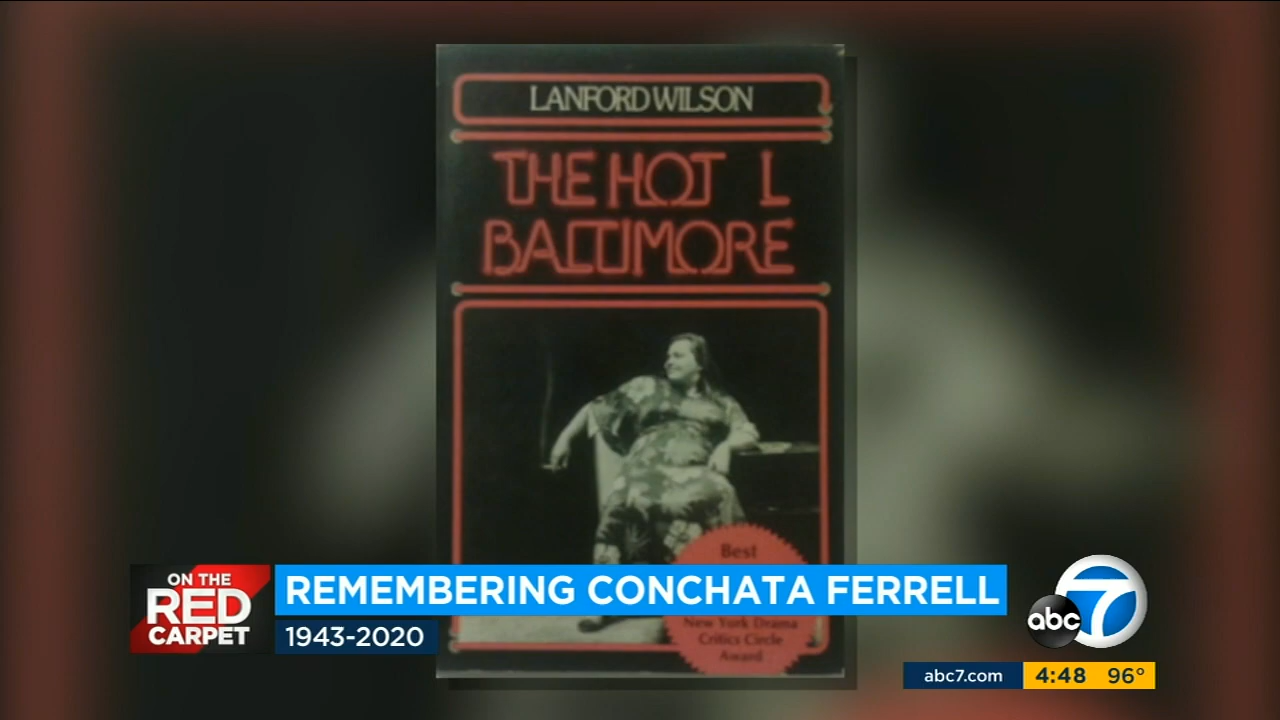 LANFORD WILSON
THE HOT L
BALTIMORE
Best
New York Drama
Critics Circle
Award
ON THE
RED
CARPET
REMEMBERING CONCHATA FERRELL
1943-2020
abc 7
abc7.com 4:48 96°